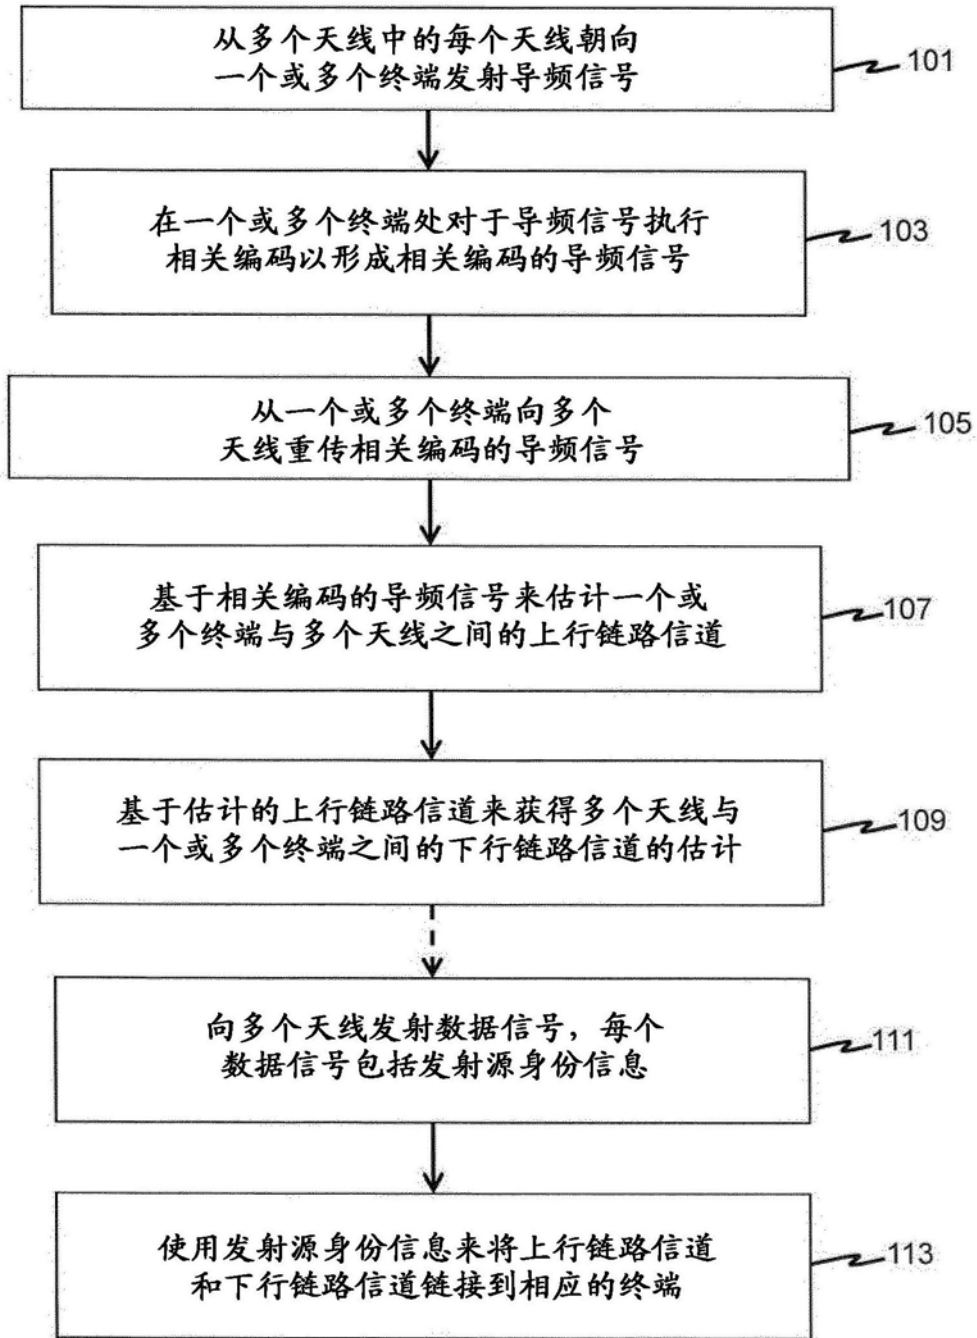 从多个天线中的每个天线朝向
一个或多个终端发射导频信号
101
在一个或多个终端处对于导频信号执行
相关编码以形成相关编码的导频信号
103
从一个或多个终端向多个
天线重传相关编码的导频信号
105
基于相关编码的导频信号来估计一个或
多个终端与多个天线之间的上行链路信道
107
基于估计的上行链路信道来获得多个天线与
一个或多个终端之间的下行链路信道的估计
109
向多个天线发射数据信号，每个
数据信号包括发射源身份信息
111
使用发射源身份信息来将上行链路信道
和下行链路信道链接到相应的终端
113